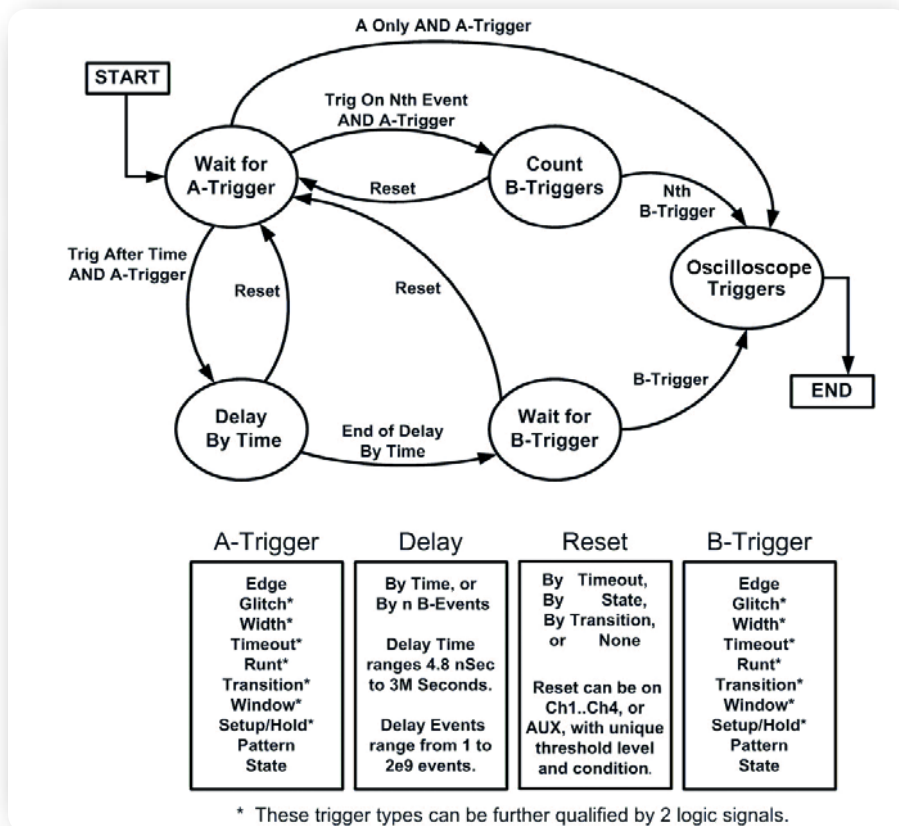 A Only AND A-Trigger
START
Trig On Nth Event
AND A-Trigger
Wait for
A-Trigger
Count
B-Triggers
Reset
Nth
B-Trigger
Trig After Time
AND A-Trigger
Reset
Reset
Oscilloscope
Triggers
B-Trigger
END
Delay
By Time
End of Delay
By Time
Wait for
B-Trigger
A-Trigger
Edge
Glitch*
Width*
Timeout*
Runt*
Transition*
Window*
Setup/Hold*
Pattern
State
Delay
By Time, or
By n B-Events
Delay Time
ranges 4.8 nSec
to 3M Seconds.
Delay Events
range from 1 to
2e9 events.
Reset
By Timeout,
By State,
By Transition,
or None
Reset can be on
Ch1..Ch4, or
AUX, with unique
threshold level
and condition.
B-Trigger
Edge
Glitch*
Width*
Timeout*
Runt*
Transition*
Window*
Setup/Hold*
Pattern
State
* These trigger types can be further qualified by 2 logic signals.